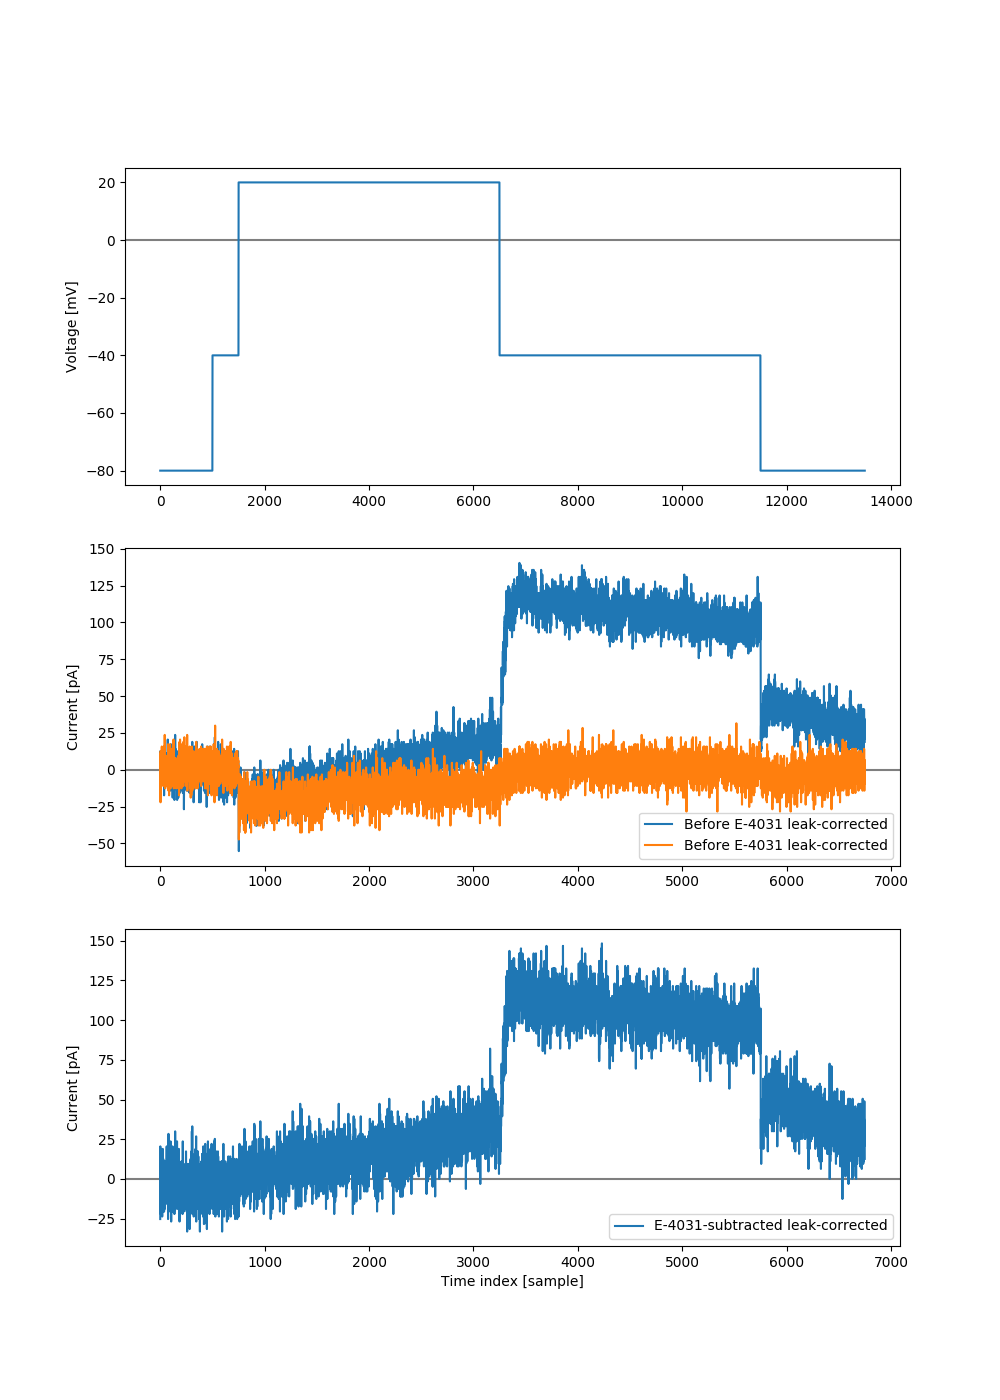 20
0
−20
−40
−60
−80
Voltage [mV]
0 2000 4000 6000 8000 10000 12000 14000
150
125
100
75
50
25
0
−25
−50
Current [pA]
Before E-4031 leak-corrected
Before E-4031 leak-corrected
0 1000 2000 3000 4000 5000 6000 7000
150
125
100
75
50
25
0
−25
Current [pA]
E-4031-subtracted leak-corrected
0 1000 2000 3000 4000 5000 6000 7000
Time index [sample]